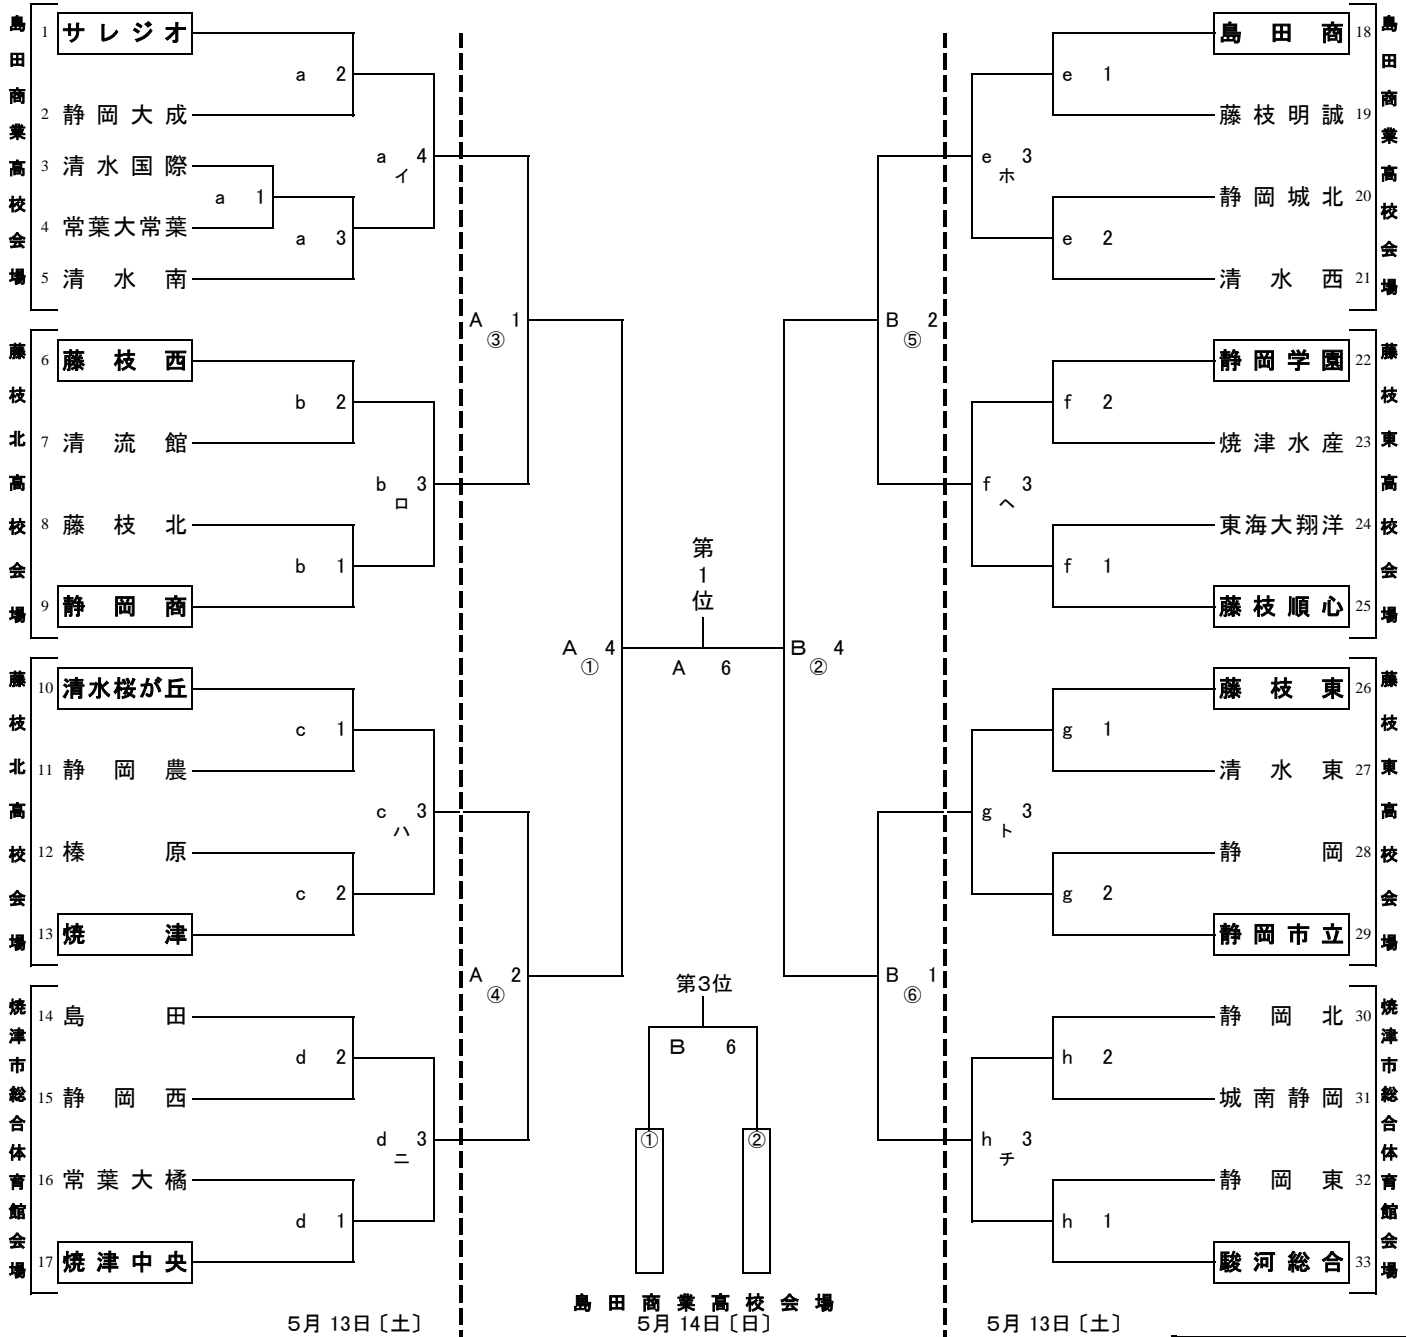 島田商業高校会場
1 サレジオ
a 2
2 静岡大成
a 4
イ
3 清水国際
a 1
4 常葉大常葉
a 3
5 清水南
A 1
③
藤枝北高校会場
6 藤枝西
b 2
7 清流館
b 3
ロ
8 藤枝北
b 1
9 静岡商
A 4
①
藤枝北高校会場
10 清水桜が丘
c 1
11 静岡農
c 3
ハ
12 榛原
c 2
13 焼津
A 2
④
焼津市総合体育館会場
14 島田
d 2
15 静岡西
d 3
ニ
16 常葉大橘
d 1
17 焼津中央
第1位
A 6
第3位
B 6
①
②
島田商業高校会場
18 島田商
e 1
藤枝明誠 19
e 3
ホ
静岡城北 20
e 2
清水西 21
B 2
⑤
藤枝東高校会場
静岡学園 22
f 2
焼津水産 23
f 3
ヘ
東海大翔洋 24
f 1
藤枝順心 25
B 4
②
藤枝東高校会場
藤枝東 26
g 1
清水東 27
g 3
ト
静岡 28
g 2
静岡市立 29
B 1
⑥
焼津市総合体育館会場
静岡北 30
h 2
城南静岡 31
h 3
チ
静岡東 32
h 1
駿河総合 33
島田商業高校会場
5月 13日〔土〕
5月 14日〔日〕
5月 13日〔土〕